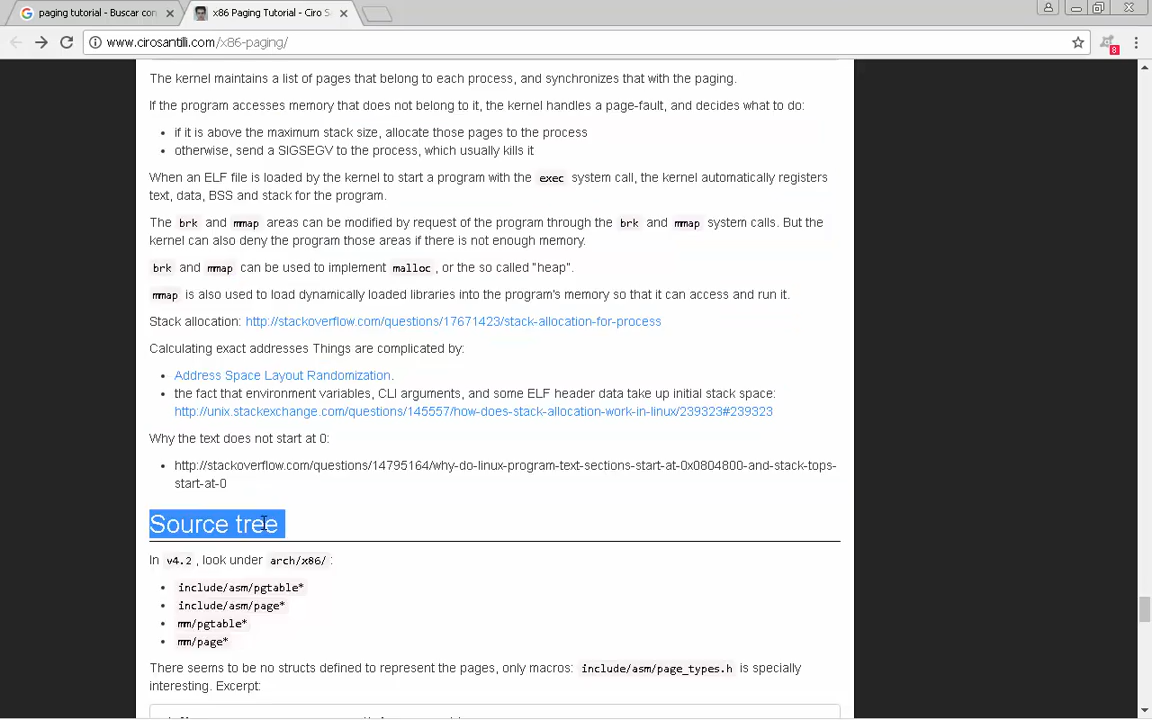 paging tutorial - Buscar con
x86 Paging Tutorial - Ciro S
www.cirosantilli.com/x86-paging/
8
The kernel maintains a list of pages that belong to each process, and synchronizes that with the paging.
If the program accesses memory that does not belong to it, the kernel handles a page-fault, and decides what to do:
• if it is above the maximum stack size, allocate those pages to the process
• otherwise, send a SIGSEGV to the process, which usually kills it
When an ELF file is loaded by the kernel to start a program with the exec system call, the kernel automatically registers
text, data, BSS and stack for the program.
The brk and mmap areas can be modified by request of the program through the brk and mmap system calls. But the
kernel can also deny the program those areas if there is not enough memory.
brk and mmap can be used to implement malloc, or the so called "heap".
mmap is also used to load dynamically loaded libraries into the program's memory so that it can access and run it.
Stack allocation: http://stackoverflow.com/questions/17671423/stack-allocation-for-process
Calculating exact addresses Things are complicated by:
• Address Space Layout Randomization.
• the fact that environment variables, CLI arguments, and some ELF header data take up initial stack space:
http://unix.stackexchange.com/questions/145557/how-does-stack-allocation-work-in-linux/239323#239323
Why the text does not start at 0:
• http://stackoverflow.com/questions/14795164/why-do-linux-program-text-sections-start-at-0x0804800-and-stack-tops-
start-at-0
Source tree
In v4.2, look under arch/x86/:
• include/asm/pgtable*
• include/asm/page*
• mm/pgtable*
• mm/page*
There seems to be no structs defined to represent the pages, only macros: include/asm/page_types.h is specially
interesting. Excerpt: